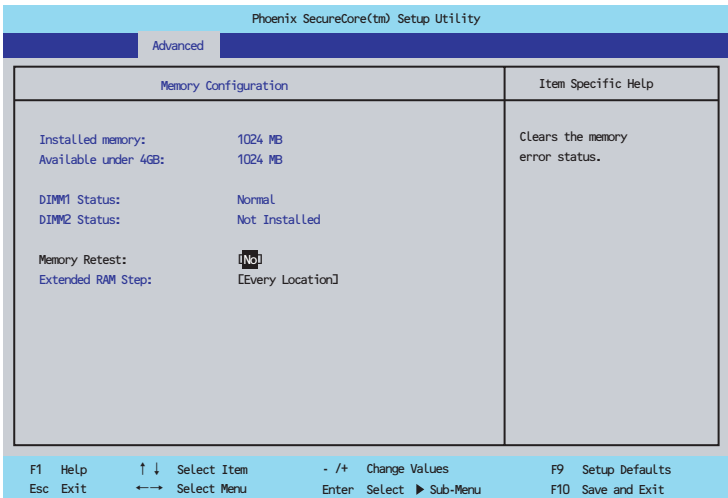 Phoenix SecureCore(tm) Setup Utility
Advanced
Memory Configuration
Item Specific Help
Installed memory: 1024 MB
Available under 4GB: 1024 MB
DIMM1 Status: Normal
DIMM2 Status: Not Installed
Memory Retest: [No]
Extended RAM Step: [Every Location]
Clears the memory
error status.
F1 Help ↑ ↓ Select Item - /+ Change Values F9 Setup Defaults
Esc Exit ←→ Select Menu Enter Select ▶ Sub-Menu F10 Save and Exit